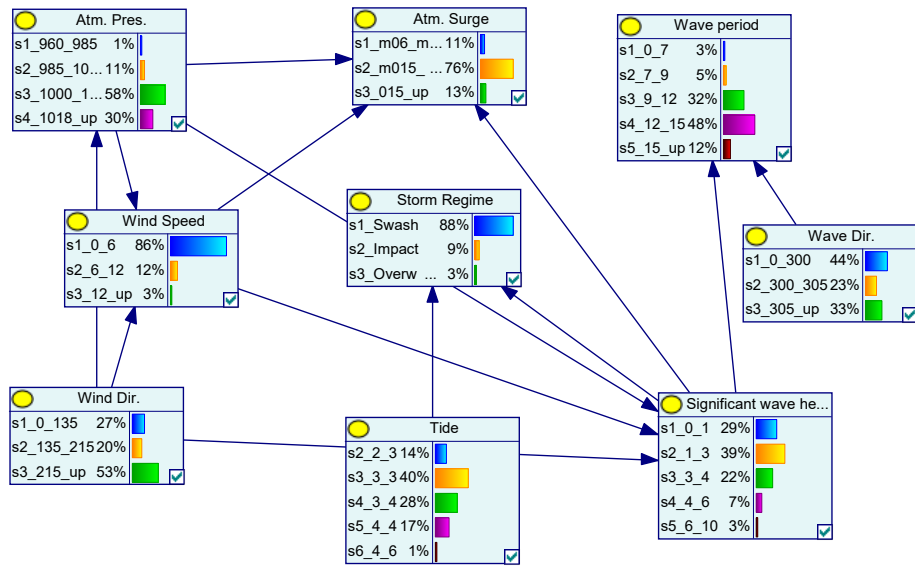 Atm. Pres.
s1_960_985 1%
s2_985_10... 11%
s3_1000_1... 58%
s4_1018_up 30%
Atm. Surge
s1_m06_m... 11%
s2_m015_ ... 76%
s3_015_up 13%
Wave period
s1_0_7 3%
s2_7_9 5%
s3_9_12 32%
s4_12_15 48%
s5_15_up 12%
Wind Speed
s1_0_6 86%
s2_6_12 12%
s3_12_up 3%
Storm Regime
s1_Swash 88%
s2_Impact 9%
s3_Overw ... 3%
Wave Dir.
s1_0_300 44%
s2_300_305 23%
s3_305_up 33%
Wind Dir.
s1_0_135 27%
s2_135_215 20%
s3_215_up 53%
Tide
s2_2_3 14%
s3_3_3 40%
s4_3_4 28%
s5_4_4 17%
s6_4_6 1%
Significant wave he...
s1_0_1 29%
s2_1_3 39%
s3_3_4 22%
s4_4_6 7%
s5_6_10 3%